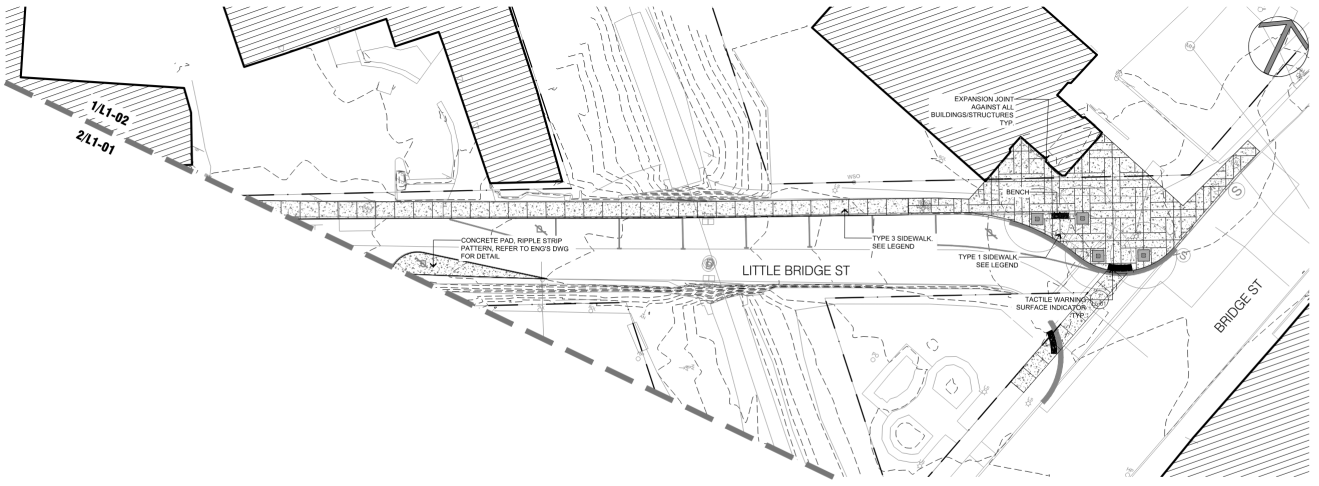 1/L1-02
2/L1-01
EXPANSION JOINT
AGAINST ALL
BUILDINGS/STRUCTURES
TYP
BENCH
CONCRETE PAD, RIPPLE STRIP
PATTERN, REFER TO ENG'S DWG
FOR DETAIL
TYPE 3 SIDEWALK.
SEE LEGEND
TYPE 1 SIDEWALK
SEE LEGEND
LITTLE BRIDGE ST
TACTILE WARNING
SURFACE INDICATOR
TYP.
BRIDGE ST